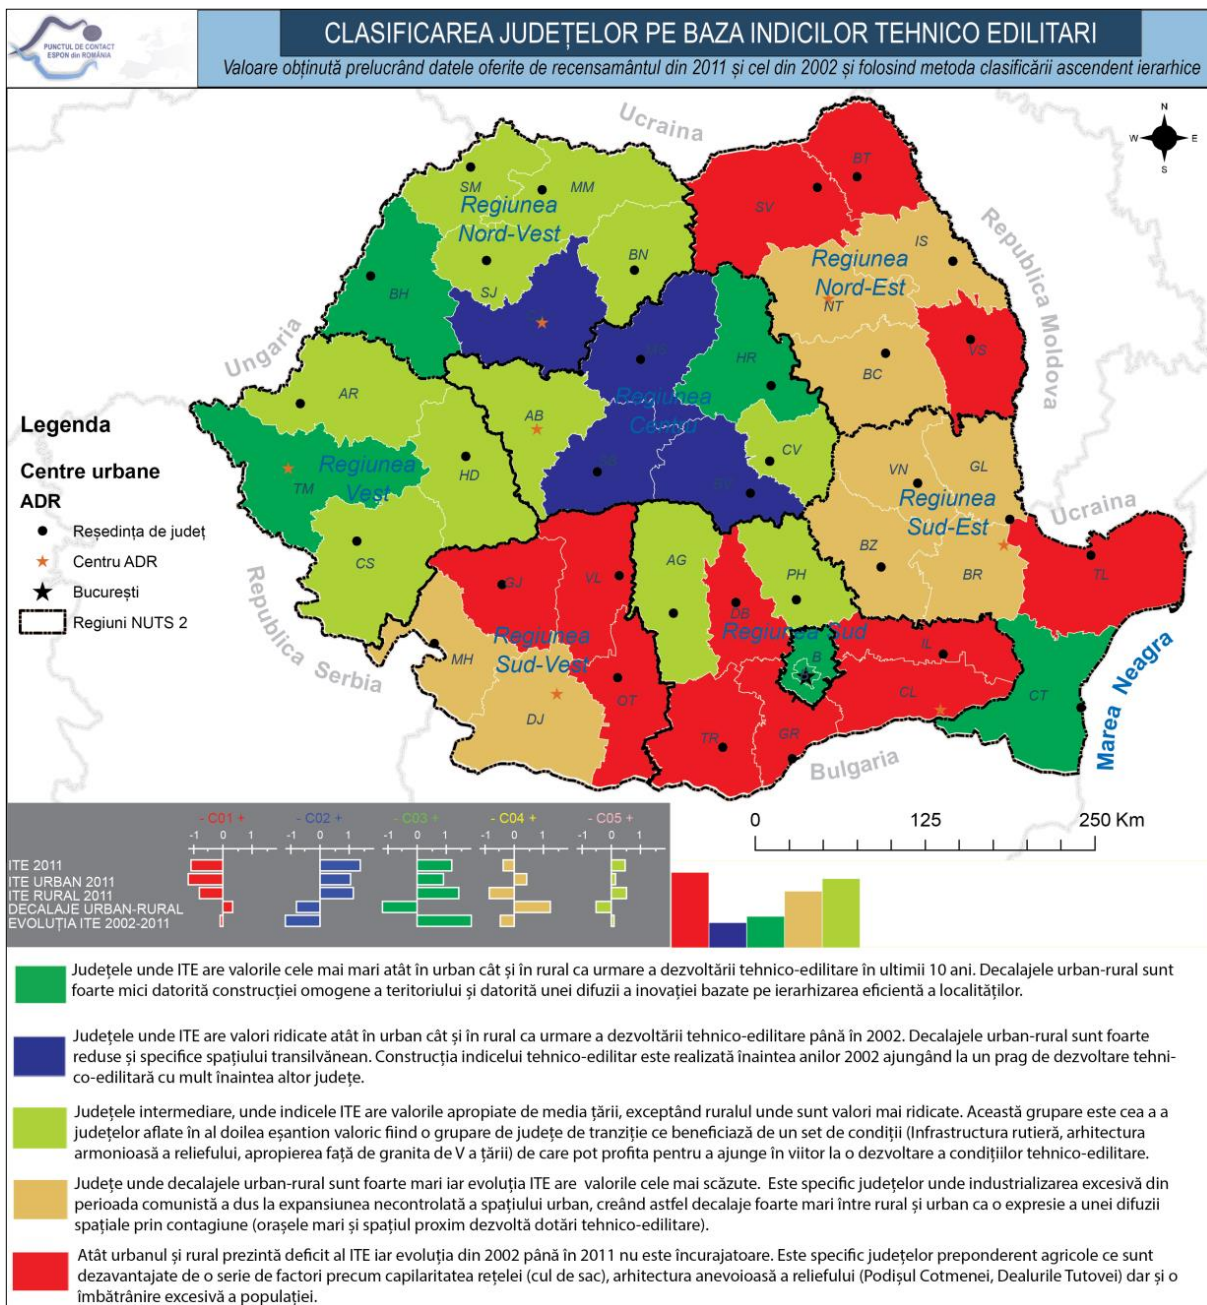 PUNCTUL DE CONTACT
ESPON din ROMÂNIA
CLASIFICAREA JUDEȚELOR PE BAZA INDICILOR TEHNICO EDILITARI
Valoare obținută prelucrând datele oferite de recensamântul din 2011 și cel din 2002 și folosind metoda clasificării ascendent ierarhice
Ucraina
N
W E
S
BT
SV
SM
MM
Regiunea
Nord-Vest
IS
Republica Moldova
BN
Regiunea
Nord-Est
BH
SJ
NT
Ungaria
MS
HR
VS
BC
AR
Regiunea
Centru
AB
Legenda
Centre urbane
ADR
Reședința de județ
Centru ADR
București
Regiuni NUTS 2
Regiunea
Vest
TM
HD
SB
BV
CV
VN
GL
Regiunea
Sud-Est
Ucraina
CS
BZ
BR
TL
Republica Serbia
GJ
VL
AG
PH
DB
Regiunea Sud
Regiunea
Sud-Vest
MH
B
IL
OT
DJ
CL
CT
TR
GR
Bulgaria
Marea Neagra
- C01 + - C02 + - C03 + - C04 + - C05 +
-1 0 1 -1 0 1 -1 0 1 -1 0 1 -1 0 1
0 125 250 Km
ITE 2011
ITE URBAN 2011
ITE RURAL 2011
DECALAJE URBAN-RURAL
EVOLUȚIA ITE 2002-2011
Județele unde ITE are valorile cele mai mari atât în urban cât și în rural ca urmare a dezvoltării tehnico-edilitare în ultimii 10 ani. Decalajele urban-rural sunt
foarte mici datorită construcției omogene a teritoriului și datorită unei difuzii a inovației bazate pe ierarhizarea eficientă a localităților.
Județele unde ITE are valori ridicate atât în urban cât și în rural ca urmare a dezvoltării tehnico-edilitare până în 2002. Decalajele urban-rural sunt foarte
reduse și specifice spațiului transilvănean. Construcția indicelui tehnico-edilitar este realizată înaintea anilor 2002 ajungând la un prag de dezvoltare tehni-
co-edilitară cu mult înaintea altor județe.
Județele intermediare, unde indicele ITE are valorile apropiate de media țării, exceptând ruralul unde sunt valori mai ridicate. Această grupare este cea a a
județelor aflate în al doilea eșantion valoric fiind o grupare de județe de tranziție ce beneficiază de un set de condiții (Infrastructura rutieră, arhitectura
armonioasă a reliefului, apropierea față de granita de V a țării) de care pot profita pentru a ajunge în viitor la o dezvoltare a condițiilor tehnico-edilitare.
Județe unde decalajele urban-rural sunt foarte mari iar evoluția ITE are valorile cele mai scăzute. Este specific județelor unde industrializarea excesivă din
perioada comunistă a dus la expansiunea necontrolată a spațiului urban, creând astfel decalaje foarte mari între rural și urban ca o expresie a unei difuzii
spațiale prin contagiune (orașele mari și spațiul proxim dezvoltă dotări tehnico-edilitare).
Atât urbanul și rural prezintă deficit al ITE iar evoluția din 2002 până în 2011 nu este încurajatoare. Este specific județelor preponderent agricole ce sunt
dezavantajate de o serie de factori precum capilaritatea rețelei (cul de sac), arhitectura anevoioasă a reliefului (Podișul Cotmenei, Dealurile Tutovei) dar și o
îmbătrânire excesivă a populației.